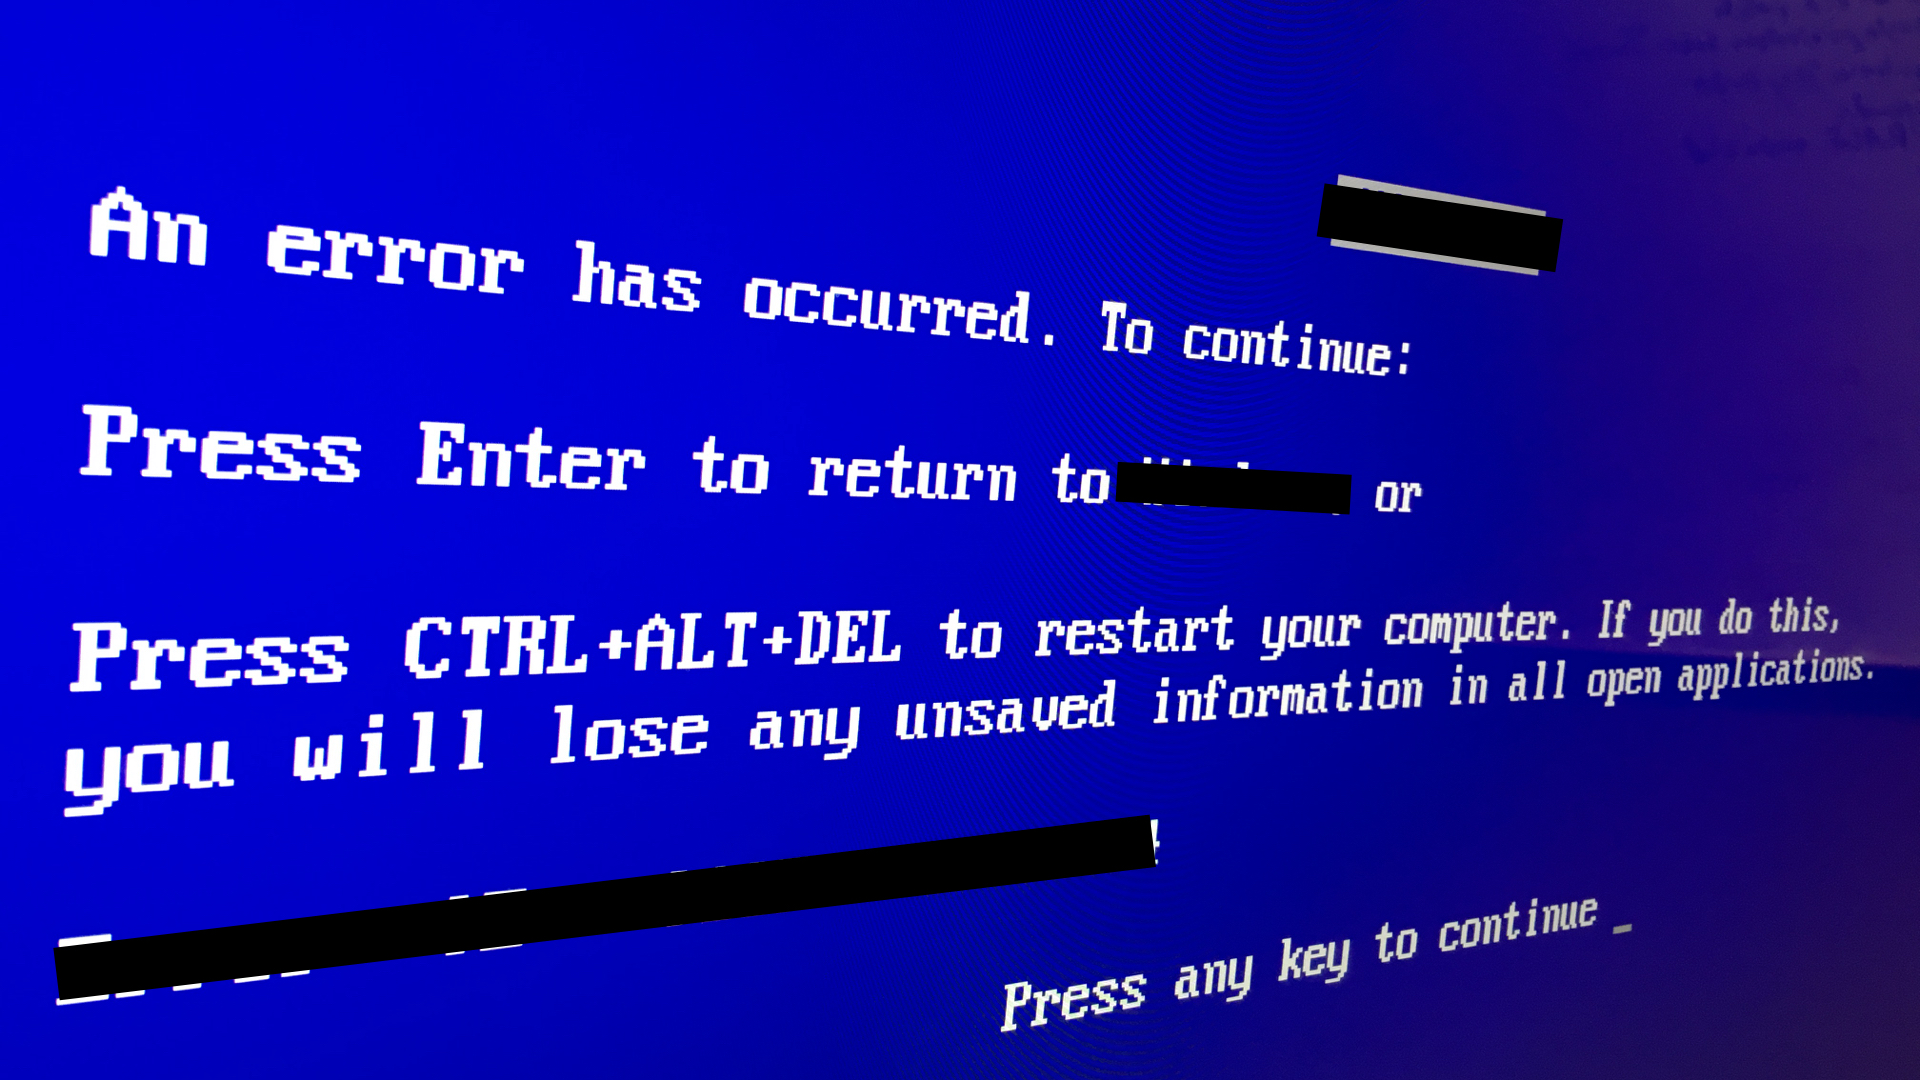 An error has occurred. To continue:
Press Enter to return to or
Press CTRL+ALT+DEL to restart your computer. If you do this,
you will lose any unsaved information in all open applications.
Press any key to continue _